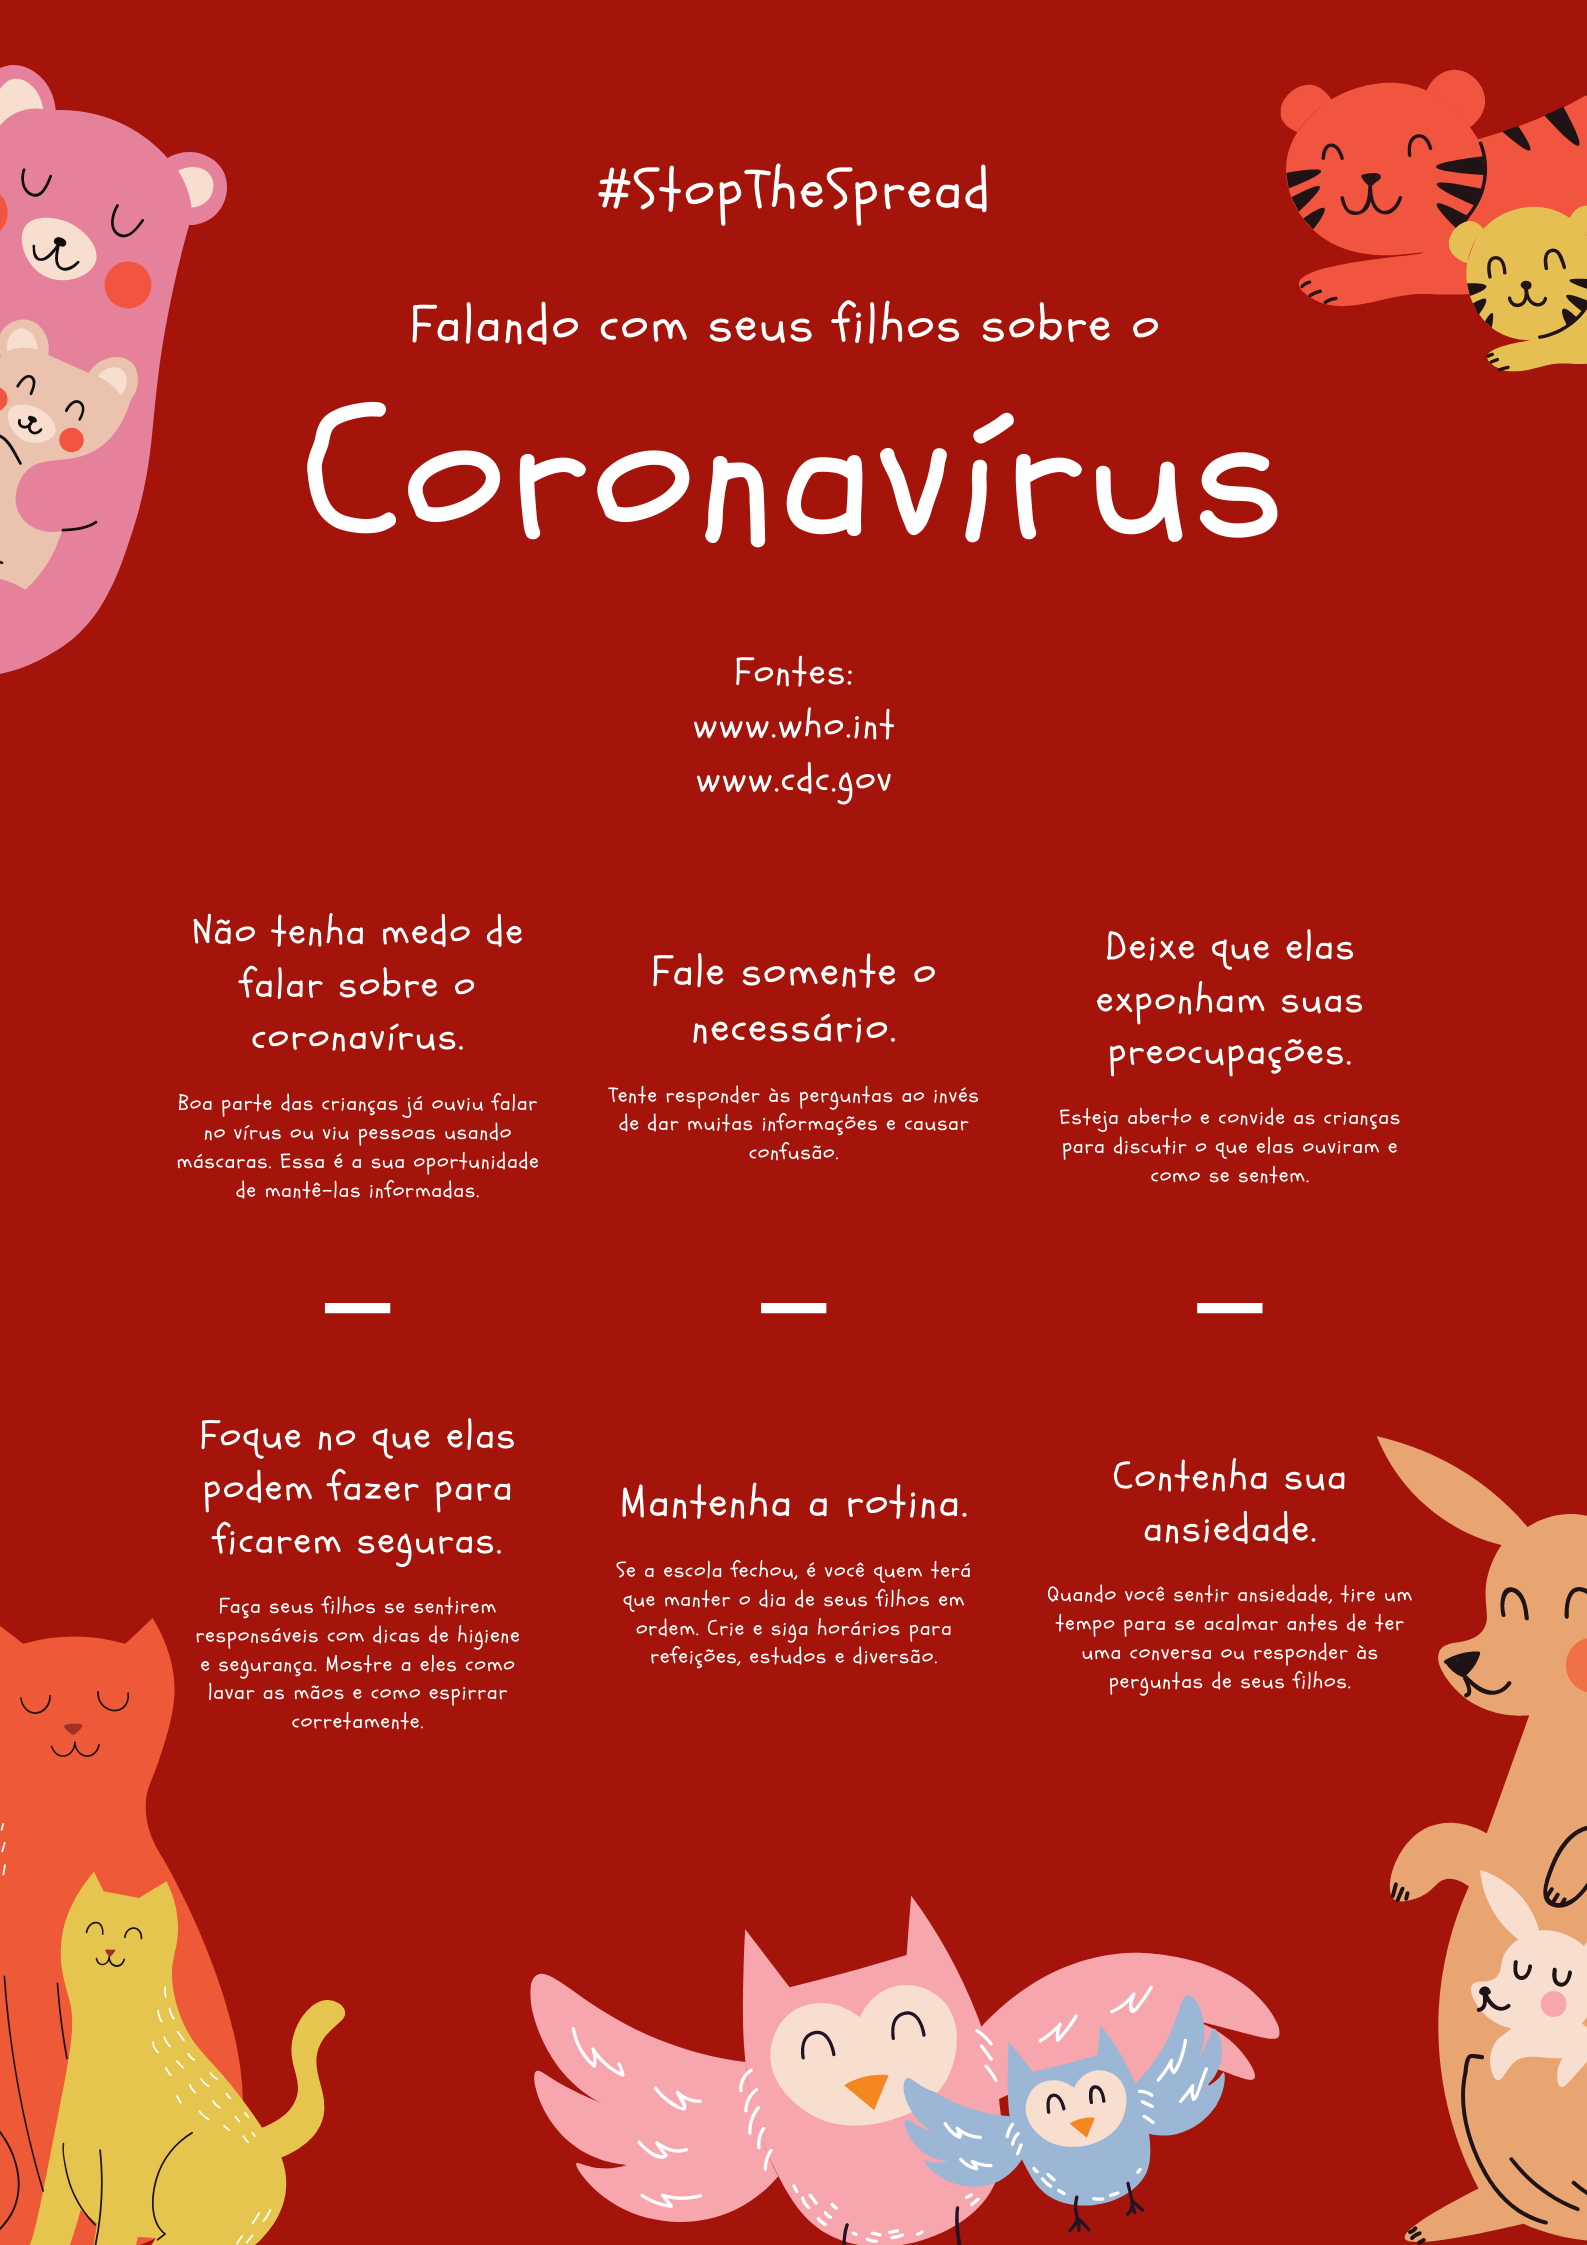 #StopTheSpread
Falando com seus filhos sobre o
Coronavírus
Fontes:
www.who.int
www.cdc.gov
Não tenha medo de
falar sobre o
coronavírus.
Boa parte das crianças já ouviu falar
no vírus ou viu pessoas usando
máscaras. Essa é a sua oportunidade
de mantê-las informadas.
Fale somente o
necessário.
Tente responder às perguntas ao invés
de dar muitas informações e causar
confusão.
Deixe que elas
exponham suas
preocupações.
Esteja aberto e convide as crianças
para discutir o que elas ouviram e
como se sentem.
Foque no que elas
podem fazer para
ficarem seguras.
Faça seus filhos se sentirem
responsáveis com dicas de higiene
e segurança. Mostre a eles como
lavar as mãos e como espirrar
corretamente.
Mantenha a rotina.
Se a escola fechou, é você quem terá
que manter o dia de seus filhos em
ordem. Crie e siga horários para
refeições, estudos e diversão.
Contenha sua
ansiedade.
Quando você sentir ansiedade, tire um
tempo para se acalmar antes de ter
uma conversa ou responder às
perguntas de seus filhos.